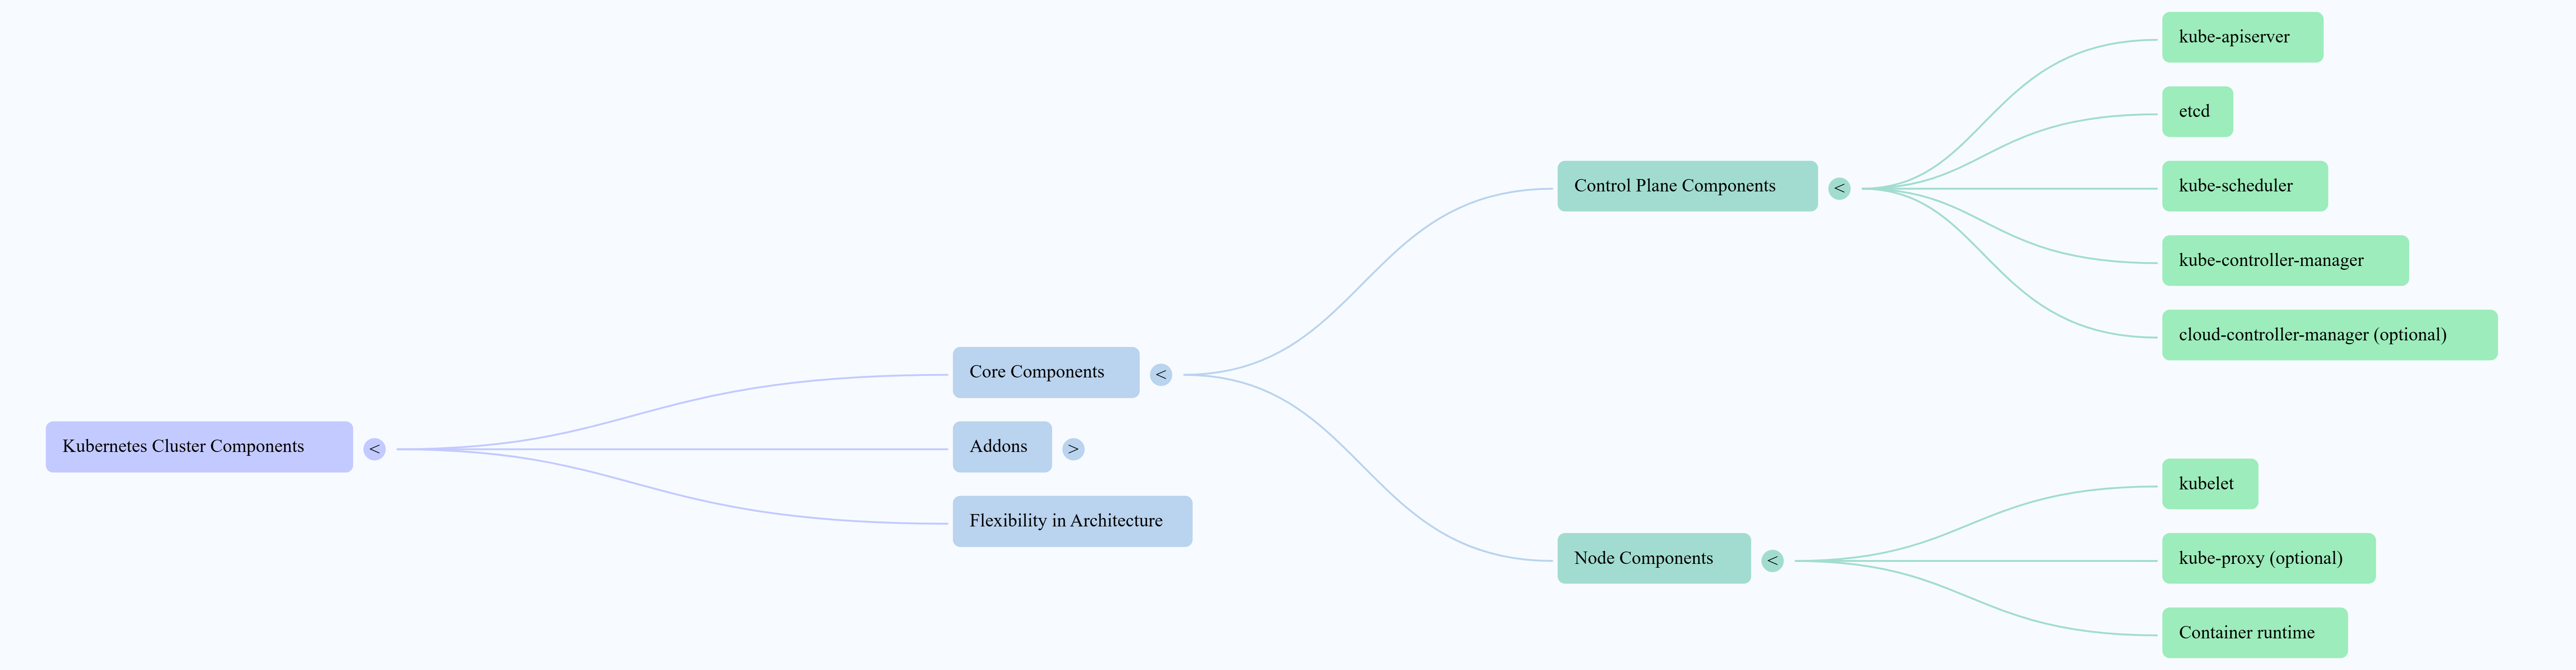 Kubernetes Cluster Components
<
Core Components
<
Addons
>
Flexibility in Architecture
Control Plane Components
<
kube-apiserver
etcd
kube-scheduler
kube-controller-manager
cloud-controller-manager (optional)
Node Components
<
kubelet
kube-proxy (optional)
Container runtime